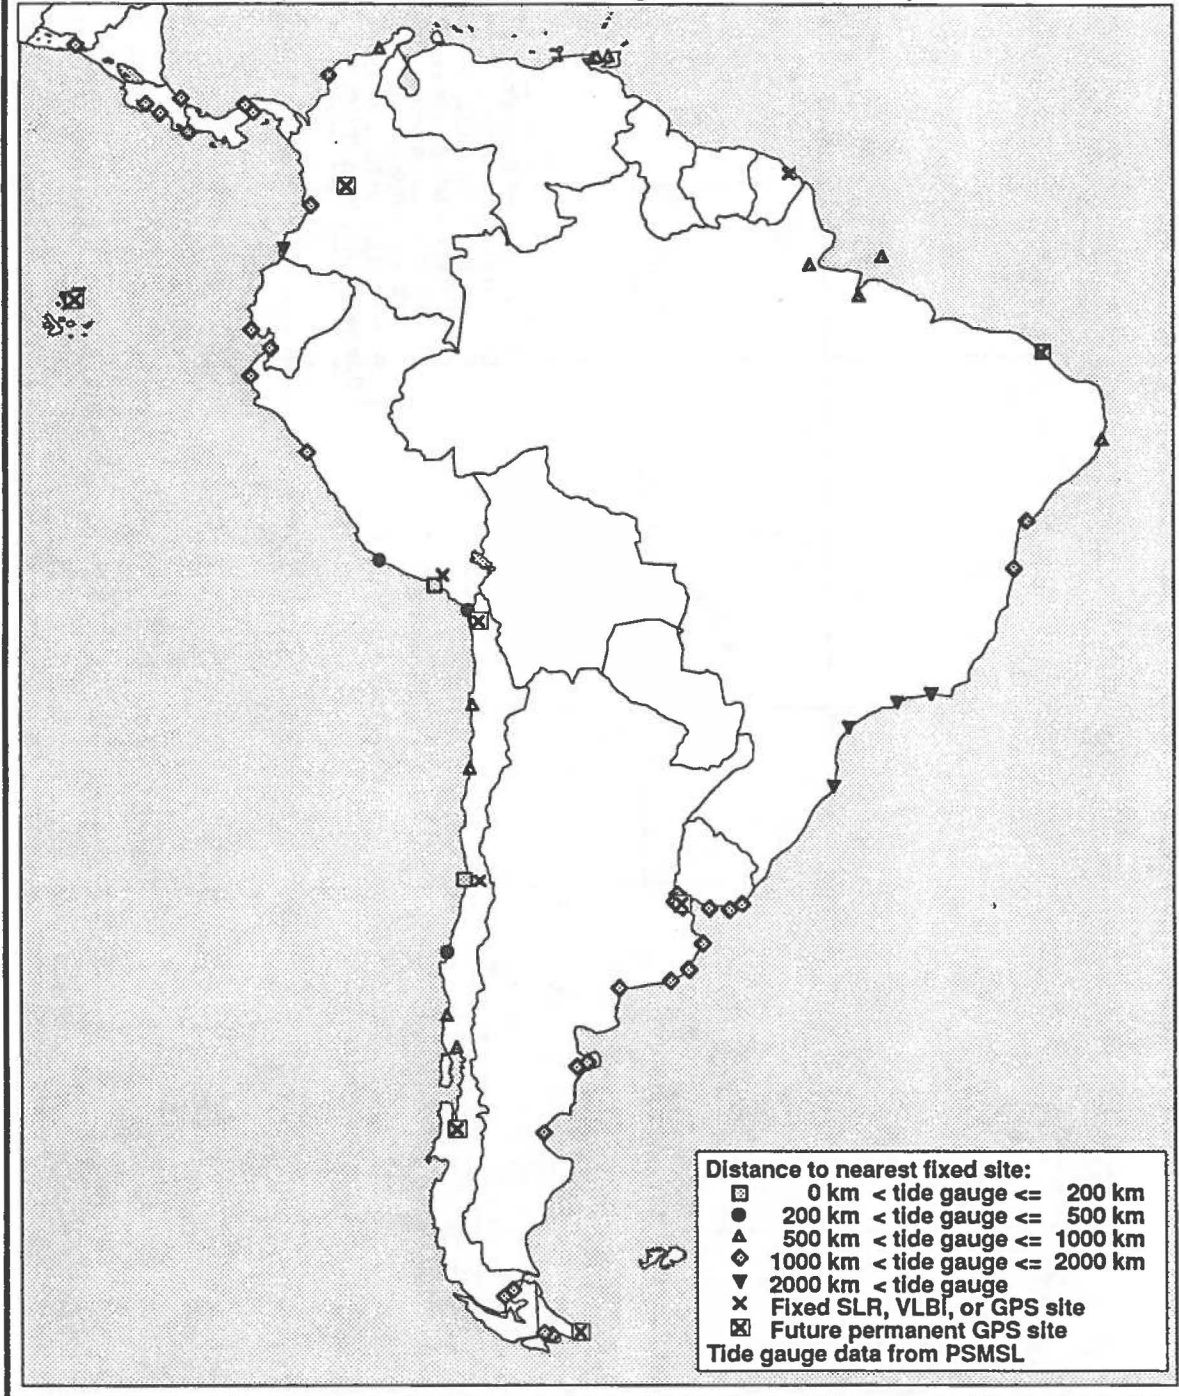 Distance to nearest fixed site:
0 km < tide gauge <= 200 km
200 km < tide gauge <= 500 km
500 km < tide gauge <= 1000 km
1000 km < tide gauge <= 2000 km
2000 km < tide gauge
Fixed SLR, VLBI, or GPS site
Future permanent GPS site
Tide gauge data from PSMSL